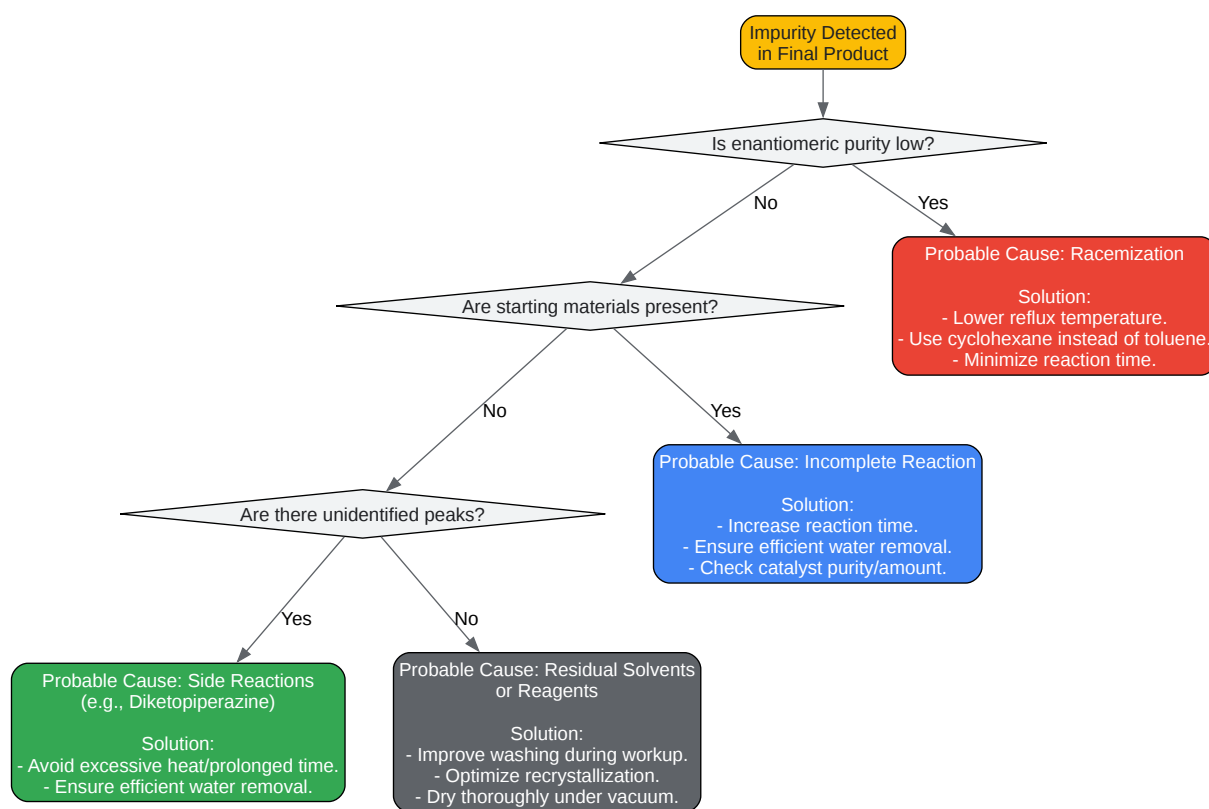 Impurity Detected
in Final Product
Is enantiomeric purity low?
No
Yes
Probable Cause: Racemization
Solution:
- Lower reflux temperature.
- Use cyclohexane instead of toluene.
- Minimize reaction time.
Are starting materials present?
No
Yes
Probable Cause: Incomplete Reaction
Solution:
- Increase reaction time.
- Ensure efficient water removal.
- Check catalyst purity/amount.
Are there unidentified peaks?
Yes
No
Probable Cause: Side Reactions
(e.g., Diketopiperazine)
Solution:
- Avoid excessive heat/prolonged time.
- Ensure efficient water removal.
Probable Cause: Residual Solvents
or Reagents
Solution:
- Improve washing during workup.
- Optimize recrystallization.
- Dry thoroughly under vacuum.